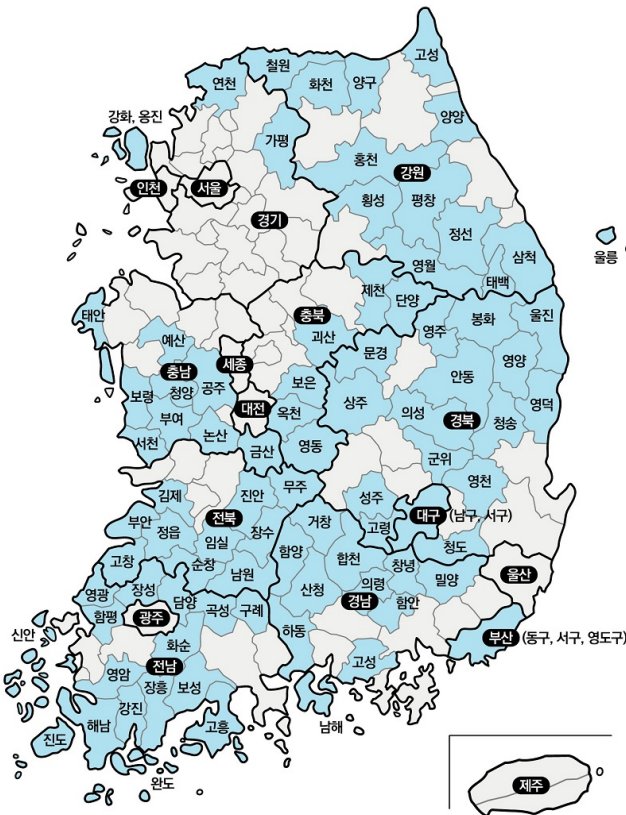 고성
철원
연천
화천
양구
강화, 옹진
양양
가평
홍천
강원
인천
서울
횡성
평창
경기
정선
울릉
삼척
영월
태백
제천
단양
태안
충북
영주
봉화
울진
예산
괴산
문경
영양
세종
충남
안동
보령
청양
공주
보은
상주
의성
영덕
대전
경북
청송
부여
옥천
서천
논산
영동
금산
군위
영천
김제
진안
무주
성주
부안
전북
거창
고령
대구
(남구, 서구)
정읍
임실
장수
함양
합천
창녕
청도
고창
순창
남원
산청
의령
밀양
울산
영광
장성
담양
곡성
구례
경남
함안
함평
광주
신안
화순
하동
부산
(동구, 서구, 영도구)
영암
전남
고성
장흥
보성
해남
강진
고흥
남해
진도
완도
제주